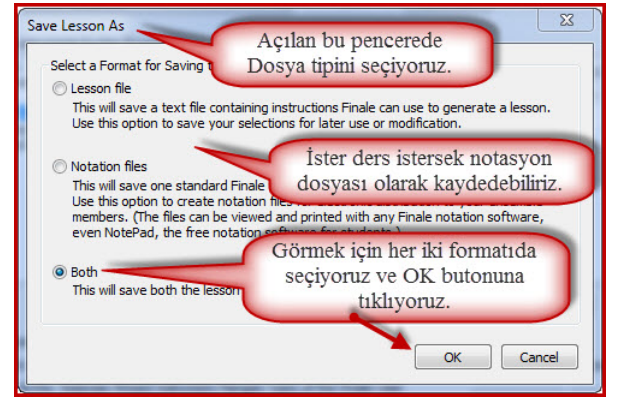 Save Lesson As
Açılan bu pencerede
Dosya tipini seçiyoruz.
Select a Format for Saving
Lesson file
This will save a text file containing instructions Finale can use to generate a lesson.
Use this option to save your selections for later use or modification.
İster ders istersek notasyon
dosyası olarak kaydedebiliriz.
Notation files
This will save one standard Finale
Use this option to create notation files
members. (The files can be viewed and printed with any Finale notation software,
even NotePad, the free notation software for students.)
Görmek için her iki formatıda
seçiyoruz ve OK butonuna
tıklıyoruz.
Both
This will save both the lesson
OK
Cancel